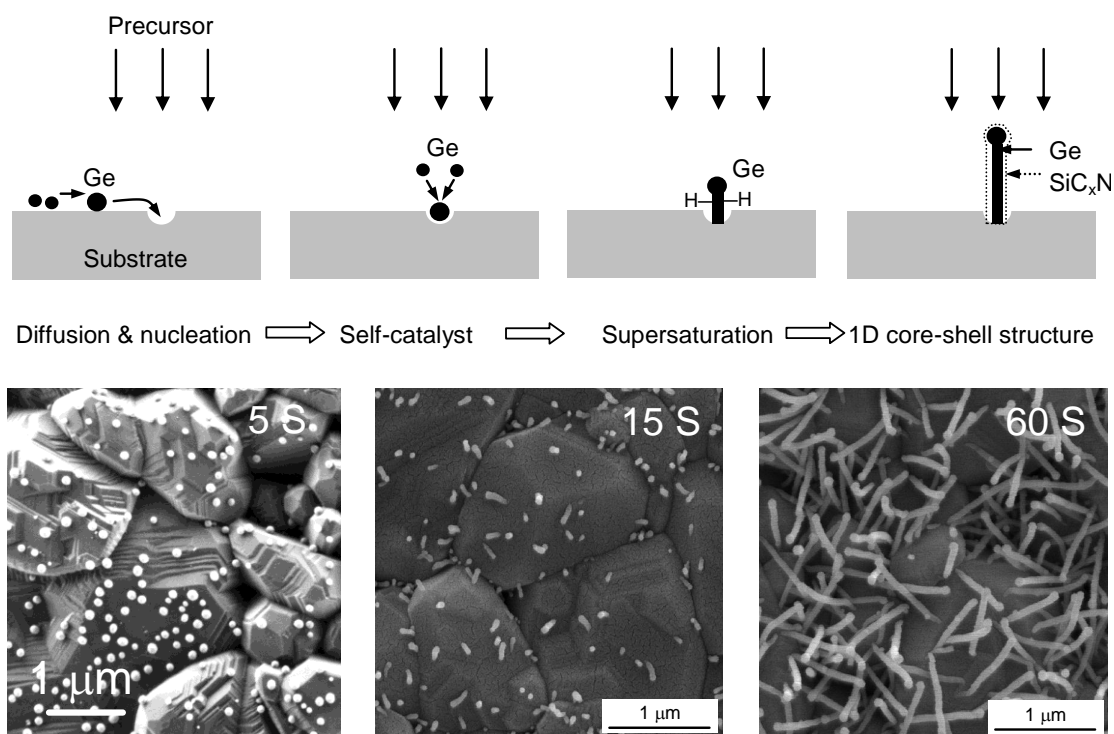 Precursor
Ge
Substrate
Ge
Ge
H
H
Ge
SiCₓN
Diffusion & nucleation
Self-catalyst
Supersaturation
1D core-shell structure
5 S
1 μm
15 S
1 μm
60 S
1 μm